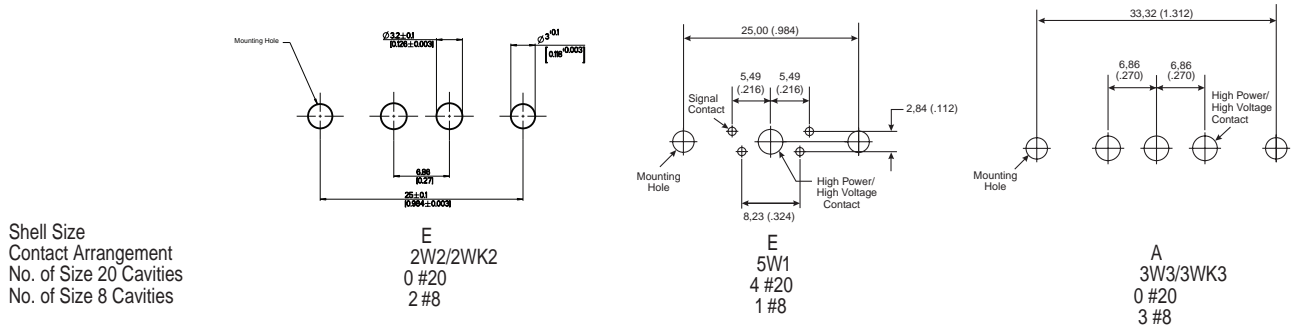 Mounting Hole
Ø3.2±0.1
[0.126±0.003]
Ø3+0.1
[0.118+0.003]
6.86
[0.27]
25±0.1
[0.984±0.003]
25,00 (.984)
5,49
(.216)
5,49
(.216)
Signal
Contact
2,84 (.112)
Mounting
Hole
High Power/
High Voltage
Contact
8,23 (.324)
33,32 (1.312)
6,86
(.270)
6,86
(.270)
High Power/
High Voltage
Contact
Mounting
Hole
Shell Size
Contact Arrangement
No. of Size 20 Cavities
No. of Size 8 Cavities
E
2W2/2WK2
0 #20
2 #8
E
5W1
4 #20
1 #8
A
3W3/3WK3
0 #20
3 #8